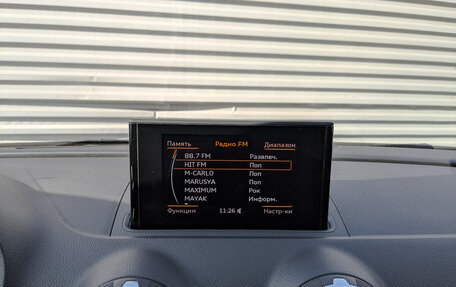 Память Радио FM Диапазон
88.7 FM Развлеч.
HIT FM Поп
M-CARLO Поп
MARUSYA Поп
MAXIMUM Рок
MAYAK Информ.
Функции 11:26 Настр-ки